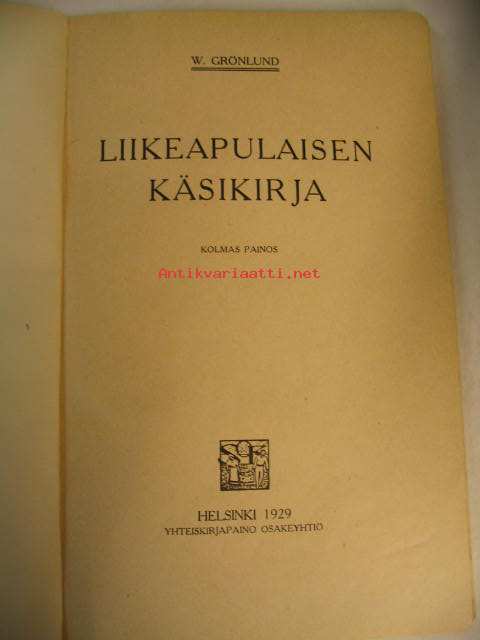 W. GRÖNLUND
LIIKEAPULAISEN
KÄSIKIRJA
KOLMAS PAINOS
Antikvariaatti.net
HELSINKI 1929
YHTEISKIRJAPAINO OSAKEYHTIÖ